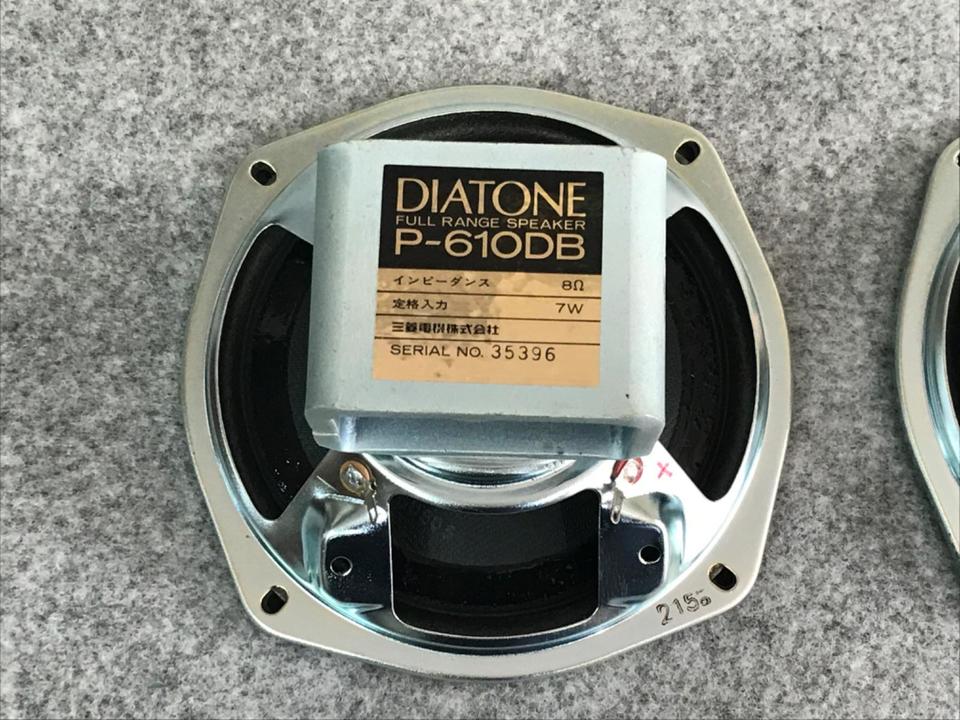 DIATONE
FULL RANGE SPEAKER
P-610DB
インピーダンス 8Ω
定格入力 7W
三菱電機株式会社
SERIAL NO. 35396
×